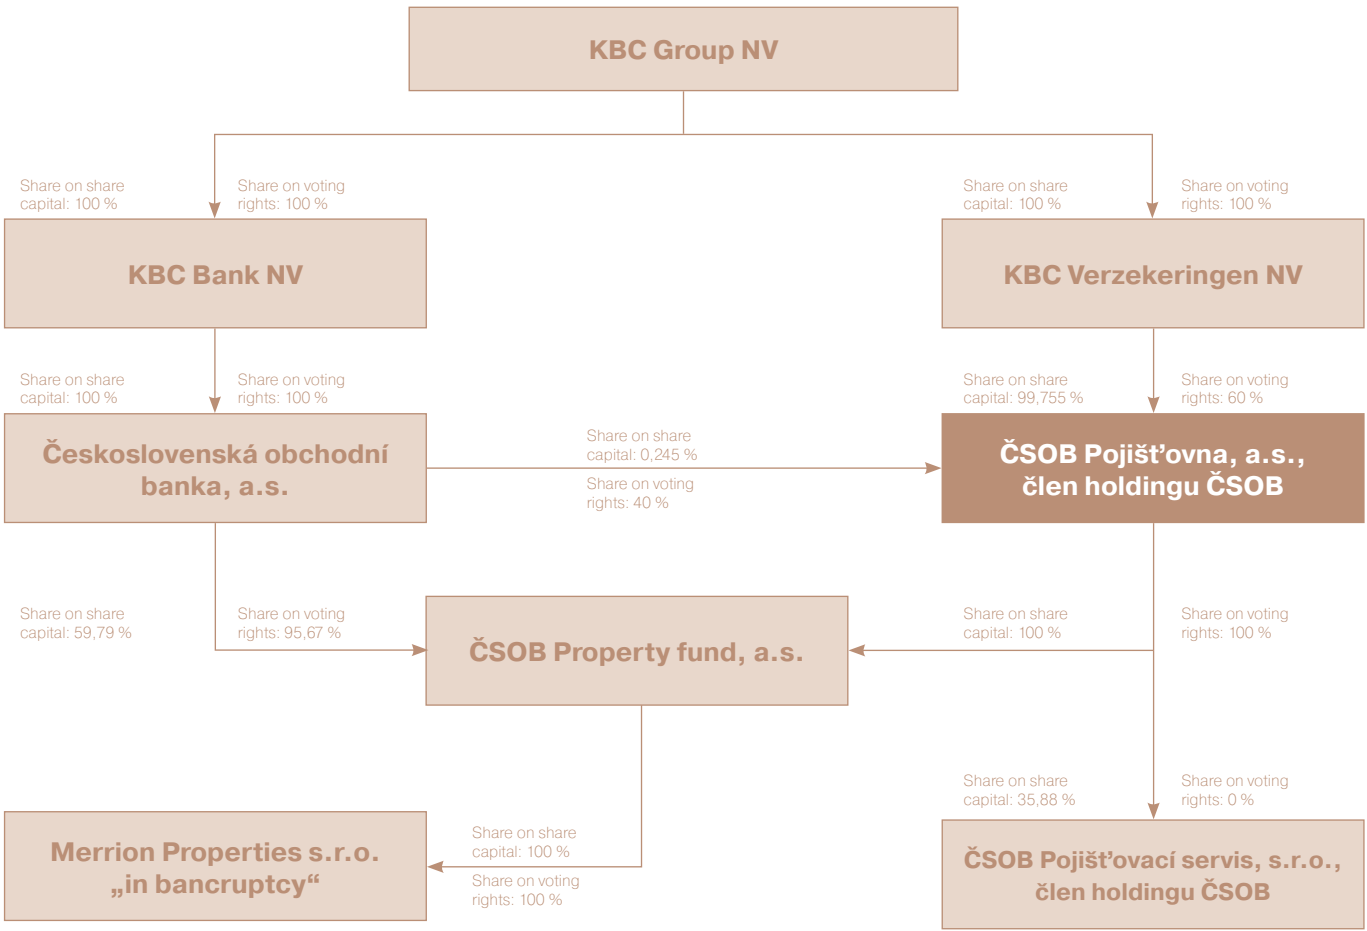 KBC Group NV
Share on share
capital: 100 %
Share on voting
rights: 100 %
Share on share
capital: 100 %
Share on voting
rights: 100 %
KBC Bank NV
KBC Verzekeringen NV
Share on share
capital: 100 %
Share on voting
rights: 100 %
Share on share
capital: 99,755 %
Share on voting
rights: 60 %
Československá obchodní
banka, a.s.
Share on share
capital: 0,245 %
Share on voting
rights: 40 %
ČSOB Pojišťovna, a.s.,
člen holdingu ČSOB
Share on share
capital: 59,79 %
Share on voting
rights: 95,67 %
ČSOB Property fund, a.s.
Share on share
capital: 100 %
Share on voting
rights: 100 %
Share on share
capital: 35,88 %
Share on voting
rights: 0 %
Merrion Properties s.r.o.
„in bancruptcy“
Share on share
capital: 100 %
Share on voting
rights: 100 %
ČSOB Pojišťovací servis, s.r.o.,
člen holdingu ČSOB